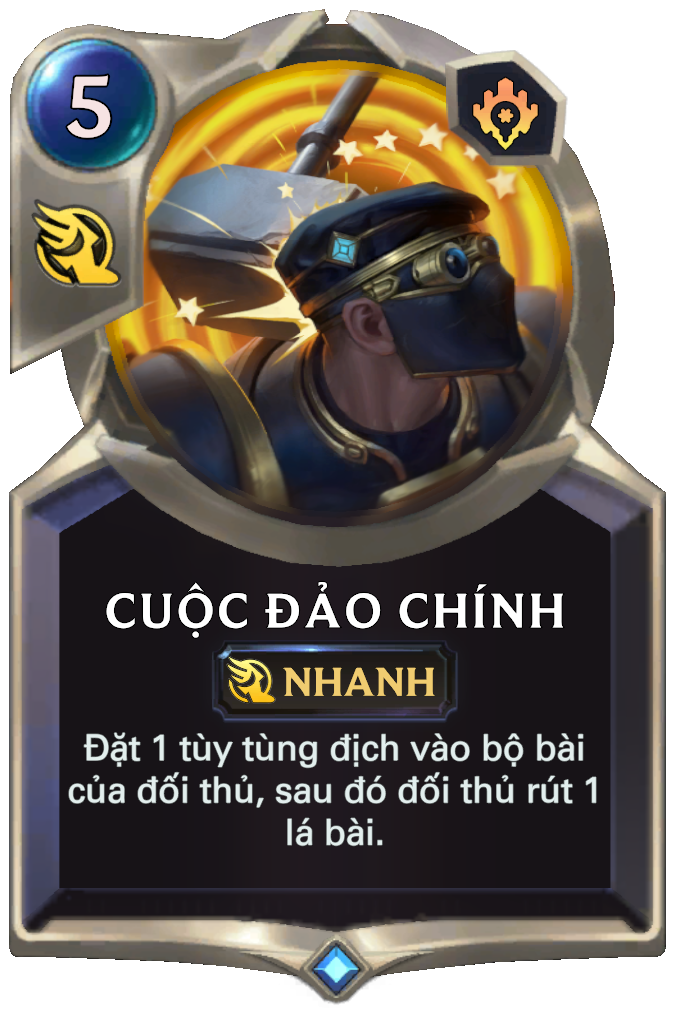 5
CUỘC ĐẢO CHÍNH
NHANH
Đặt 1 tùy tùng địch vào bộ bài
của đối thủ, sau đó đối thủ rút 1
lá bài.